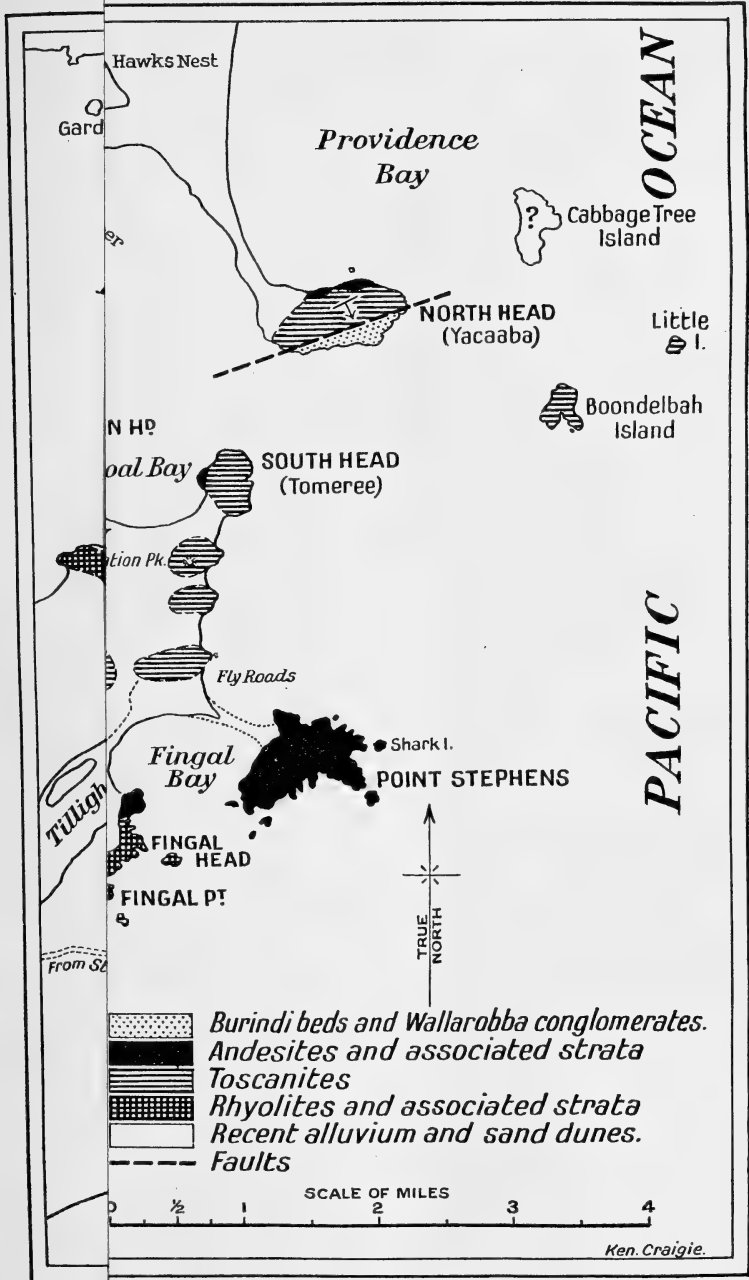 Hawks Nest
Gard
Providence
Bay
OCEAN
Cabbage Tree
Island
?
er
NORTH HEAD
(Yacaaba)
Little
I.
Boondelbah
Island
N HD
oal Bay
SOUTH HEAD
(Tomeree)
tion Pk.
PACIFIC
Fly Roads
Fingal
Bay
Shark I.
POINT STEPHENS
Tilligh
FINGAL
HEAD
FINGAL PT
TRUE
NORTH
From St
Burindi beds and Wallarobba conglomerates.
Andesites and associated strata
Toscanites
Rhyolites and associated strata
Recent alluvium and sand dunes.
Faults
SCALE OF MILES
0 ½ 1 2 3 4
Ken. Craigie.